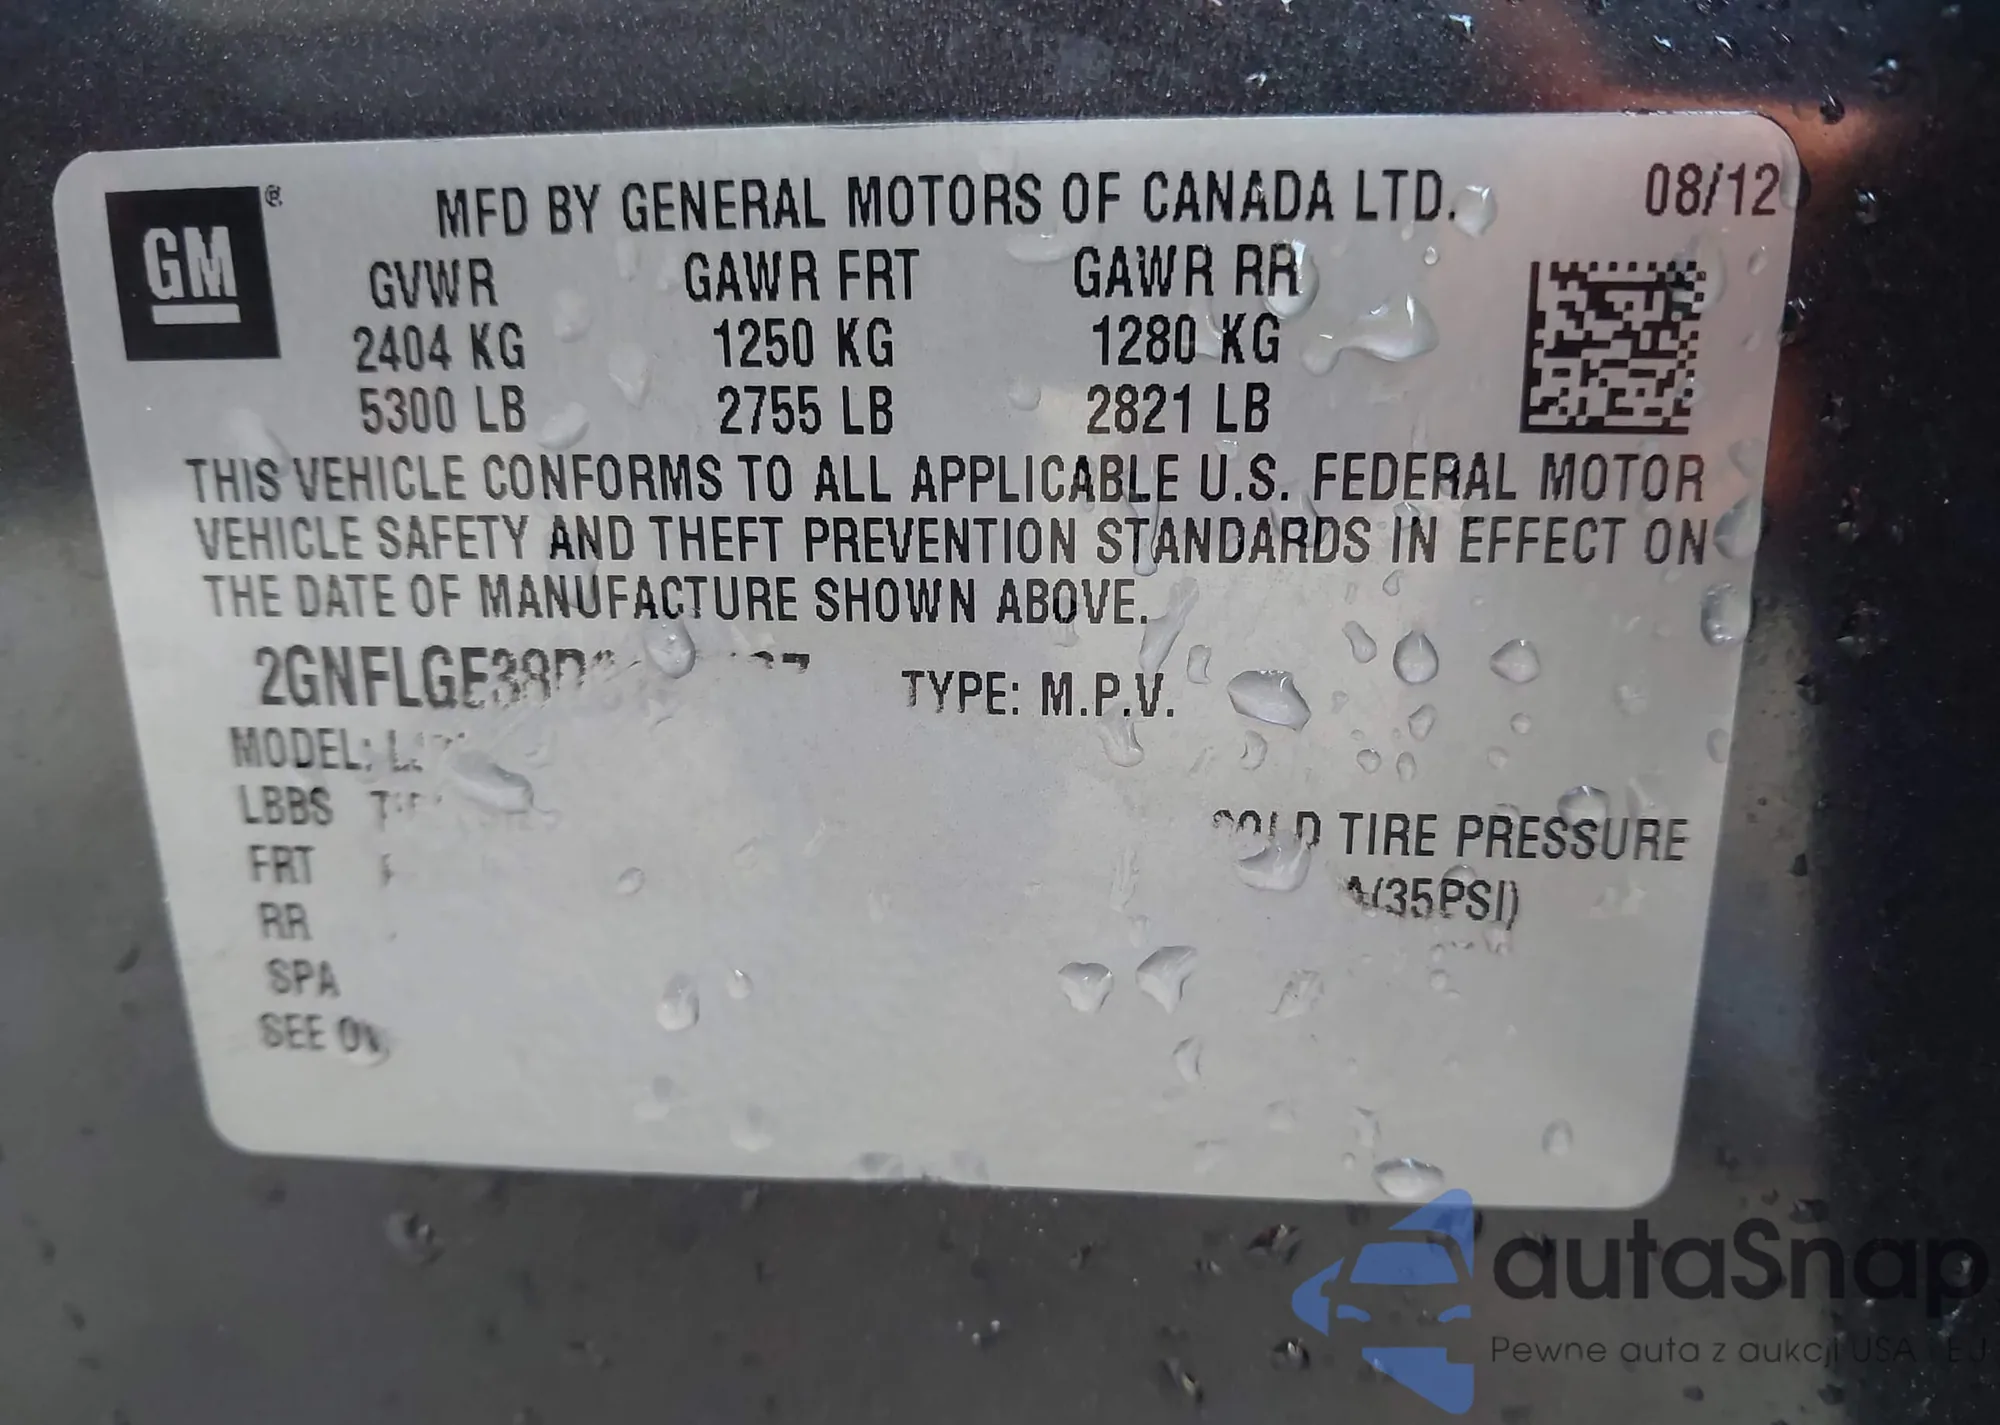 GM ® MFD BY GENERAL MOTORS OF CANADA LTD. 08/12
GVWR GAWR FRT GAWR RR
2404 KG 1250 KG 1280 KG
5300 LB 2755 LB 2821 LB
THIS VEHICLE CONFORMS TO ALL APPLICABLE U.S. FEDERAL MOTOR
VEHICLE SAFETY AND THEFT PREVENTION STANDARDS IN EFFECT ON
THE DATE OF MANUFACTURE SHOWN ABOVE.
TYPE: M.P.V.
MODEL:
LBBS COLD TIRE PRESSURE
FRT (35PSI)
RR
SPA
SEE
autaSnap
Pewne auta z aukcji USA i EU